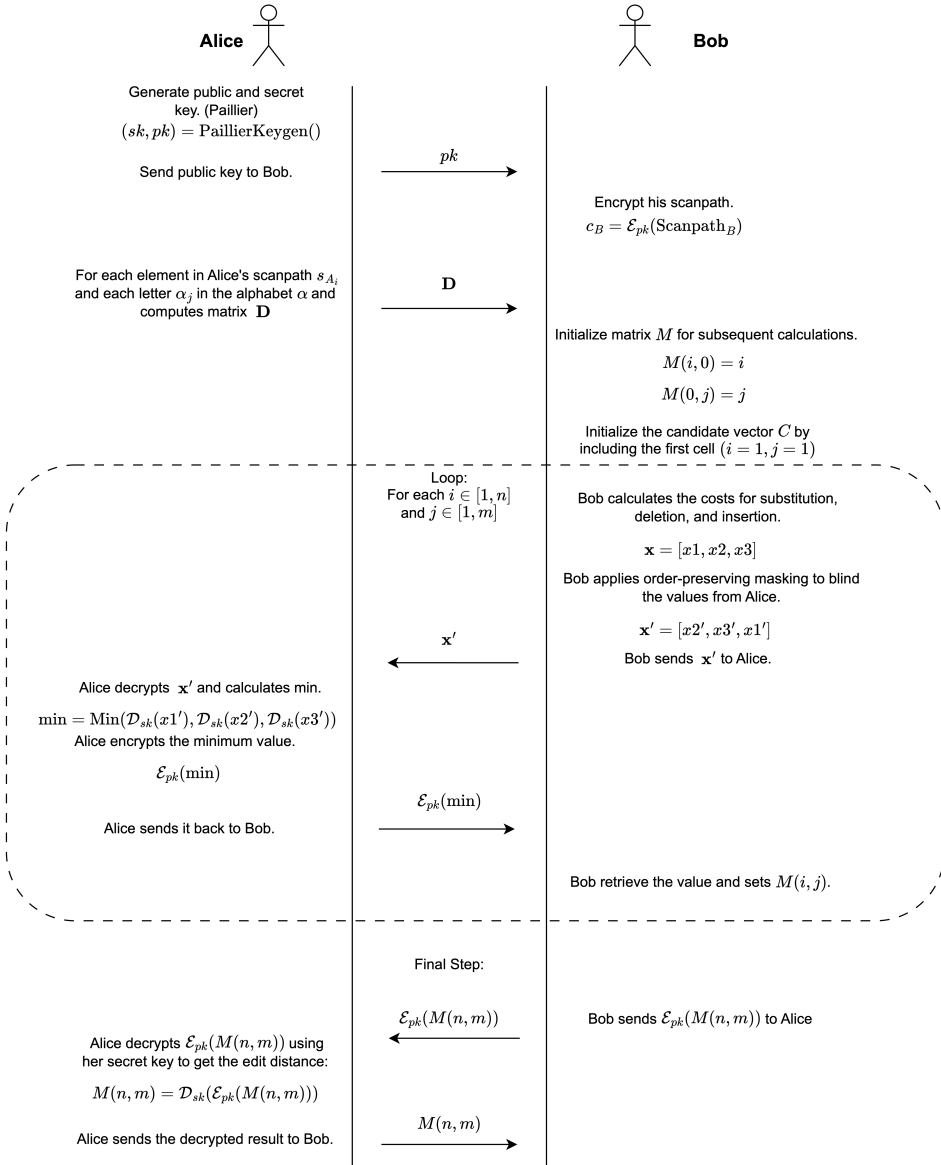 Alice
Bob
Generate public and secret
key. (Paillier)
(sk, pk) = PaillierKeygen()
Send public key to Bob.
pk
Encrypt his scanpath.
c_B = ℰ_pk(Scanpath_B)
For each element in Alice's scanpath s_{A_i}
and each letter α_j in the alphabet α and
computes matrix D
D
Initialize matrix M for subsequent calculations.
M(i, 0) = i
M(0, j) = j
Initialize the candidate vector C by
including the first cell (i = 1, j = 1)
Loop:
For each i ∈ [1, n]
and j ∈ [1, m]
Bob calculates the costs for substitution,
deletion, and insertion.
x = [x1, x2, x3]
Bob applies order-preserving masking to blind
the values from Alice.
x′ = [x2′, x3′, x1′]
Bob sends x′ to Alice.
x′
Alice decrypts x′ and calculates min.
min = Min(𝒟_sk(x1′), 𝒟_sk(x2′), 𝒟_sk(x3′))
Alice encrypts the minimum value.
ℰ_pk(min)
Alice sends it back to Bob.
ℰ_pk(min)
Bob retrieve the value and sets M(i, j).
Final Step:
Bob sends ℰ_pk(M(n, m)) to Alice
ℰ_pk(M(n, m))
Alice decrypts ℰ_pk(M(n, m)) using
her secret key to get the edit distance:
M(n, m) = 𝒟_sk(ℰ_pk(M(n, m)))
Alice sends the decrypted result to Bob.
M(n, m)